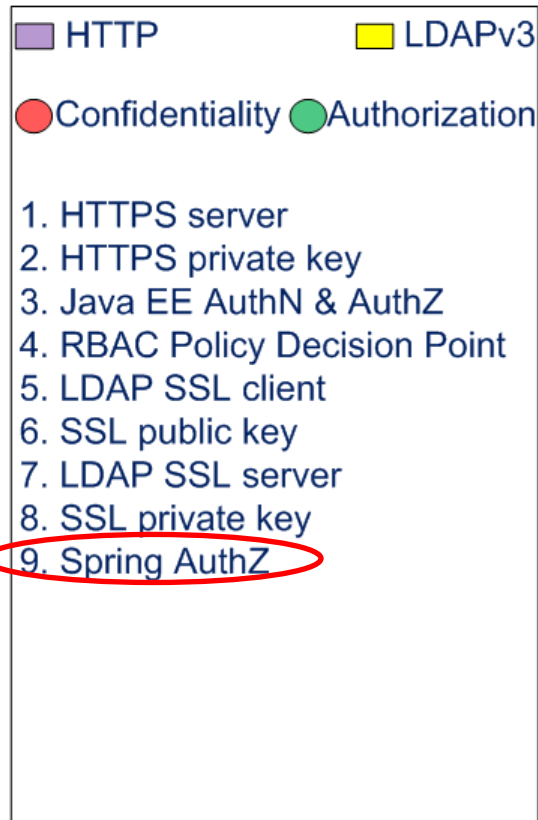 HTTP LDAPv3
Confidentiality Authorization
1. HTTPS server
2. HTTPS private key
3. Java EE AuthN & AuthZ
4. RBAC Policy Decision Point
5. LDAP SSL client
6. SSL public key
7. LDAP SSL server
8. SSL private key
9. Spring AuthZ